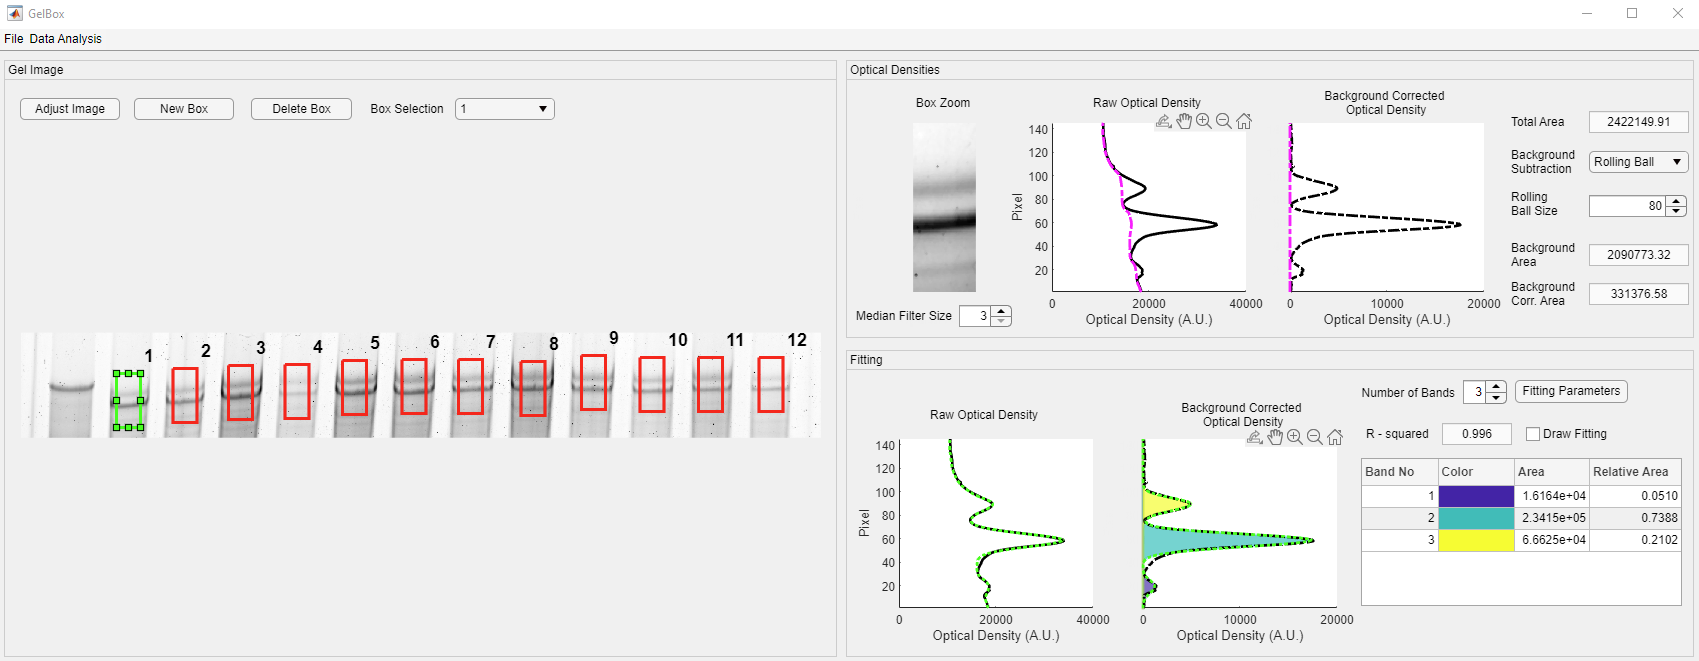 GelBox
File Data Analysis
Gel Image
Adjust Image New Box Delete Box Box Selection 1
1 2 3 4 5 6 7 8 9 10 11 12
Optical Densities
Box Zoom
Median Filter Size 3
Raw Optical Density
Pixel
140
120
100
80
60
40
20
0 20000 40000
Optical Density (A.U.)
Background Corrected
Optical Density
0 10000 20000
Optical Density (A.U.)
Total Area 2422149.91
Background
Subtraction
Rolling Ball
Rolling
Ball Size
80
Background
Area
2090773.32
Background
Corr. Area
331376.58
Fitting
Raw Optical Density
Pixel
140
120
100
80
60
40
20
0 20000 40000
Optical Density (A.U.)
Background Corrected
Optical Density
140
120
100
80
60
40
20
0 10000 20000
Optical Density (A.U.)
Number of Bands 3 Fitting Parameters
R - squared 0.996 Draw Fitting
Band No Color Area Relative Area
1 1.6164e+04 0.0510
2 2.3415e+05 0.7388
3 6.6625e+04 0.2102